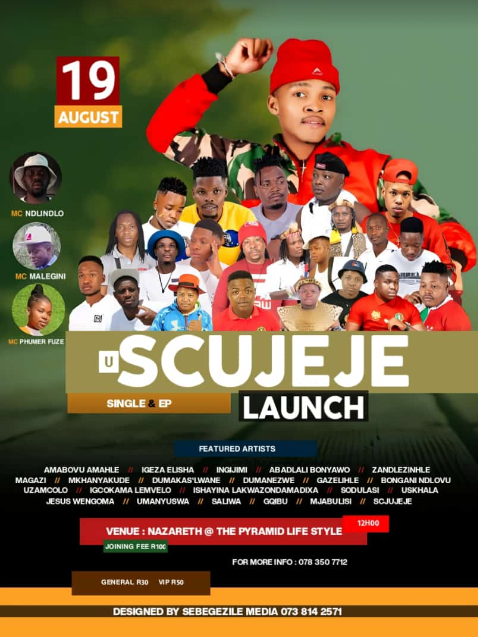 19
AUGUST
MC NDLINDLO
MC MALEGINI
MC PHUMER FUZE
U SCUJEJE
SINGLE & EP
LAUNCH
FEATURED ARTISTS
AMABOVU AMAHLE // IGEZA ELISHA // INGIJIMI // ABADLALI BONYAWO // ZANDLEZINHLE
MAGAZI // MKHANYAKUDE // DUMAKAS'LWANE // DUMANEZWE // GAZELIHLE // BONGANI NDLOVU
UZAMCOLO // IGCOKAMA LEMVELO // ISHAYINA LAKWAZONDAMADIXA // SODULASI // USKHALA
JESUS WENGOMA // UMANYUSWA // SALIWA // GQIBU // MJABULISI // SCJUJEJE
VENUE : NAZARETH @ THE PYRAMID LIFE STYLE
12H00
JOINING FEE R100
FOR MORE INFO : 078 350 7712
GENERAL R30 VIP R50
DESIGNED BY SEBEGEZILE MEDIA 073 814 2571